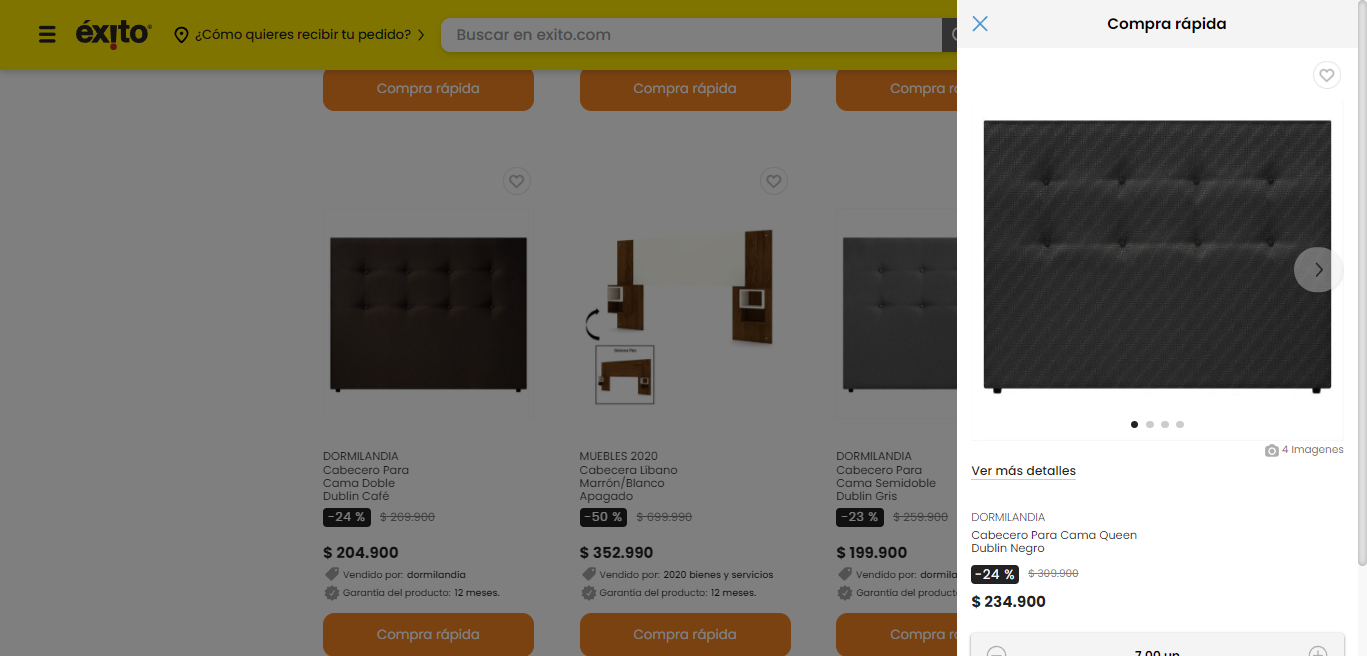 éxito
¿Cómo quieres recibir tu pedido?
Buscar en exito.com
Compra rápida
Compra rápida
Compra
DORMILANDIA
Cabecero Para
Cama Doble
Dublin Café
-24 % $ 269.900
$ 204.900
Vendido por: dormilandia
Garantía del producto: 12 meses.
Compra rápida
MUEBLES 2020
Cabecera Líbano
Marrón/Blanco
Apagado
-50 % $ 699.990
$ 352.990
Vendido por: 2020 bienes y servicios
Garantía del producto: 12 meses.
Compra rápida
DORMILANDIA
Cabecero Para
Cama Semidoble
Dublin Gris
-23 % $ 259.900
$ 199.900
Vendido por: dormila
Garantía del product
Compra
Compra rápida
4 Imagenes
Ver más detalles
DORMILANDIA
Cabecero Para Cama Queen
Dublin Negro
-24 % $ 309.900
$ 234.900
7.00 un